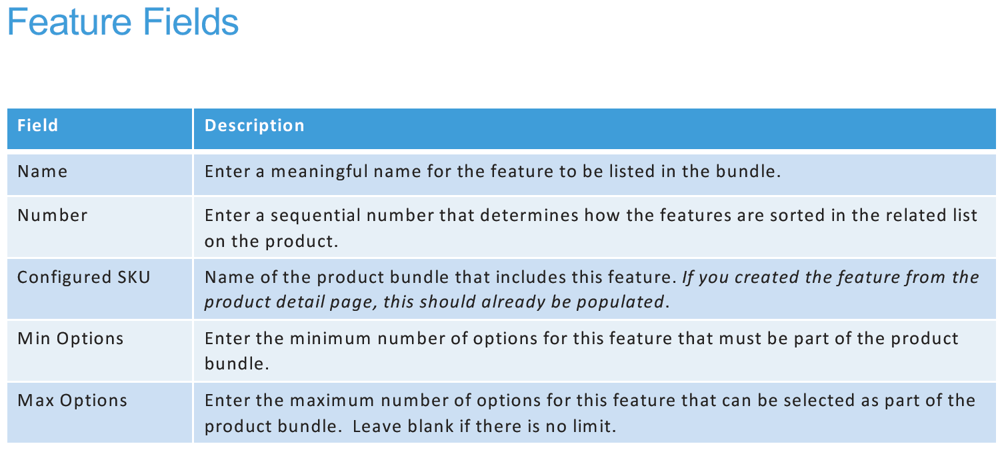 Feature Fields
Field
Description
Name
Enter a meaningful name for the feature to be listed in the bundle.
Number
Enter a sequential number that determines how the features are sorted in the related list
on the product.
Configured SKU
Name of the product bundle that includes this feature. If you created the feature from the
product detail page, this should already be populated.
Min Options
Enter the minimum number of options for this feature that must be part of the product
bundle.
Max Options
Enter the maximum number of options for this feature that can be selected as part of the
product bundle.  Leave blank if there is no limit.